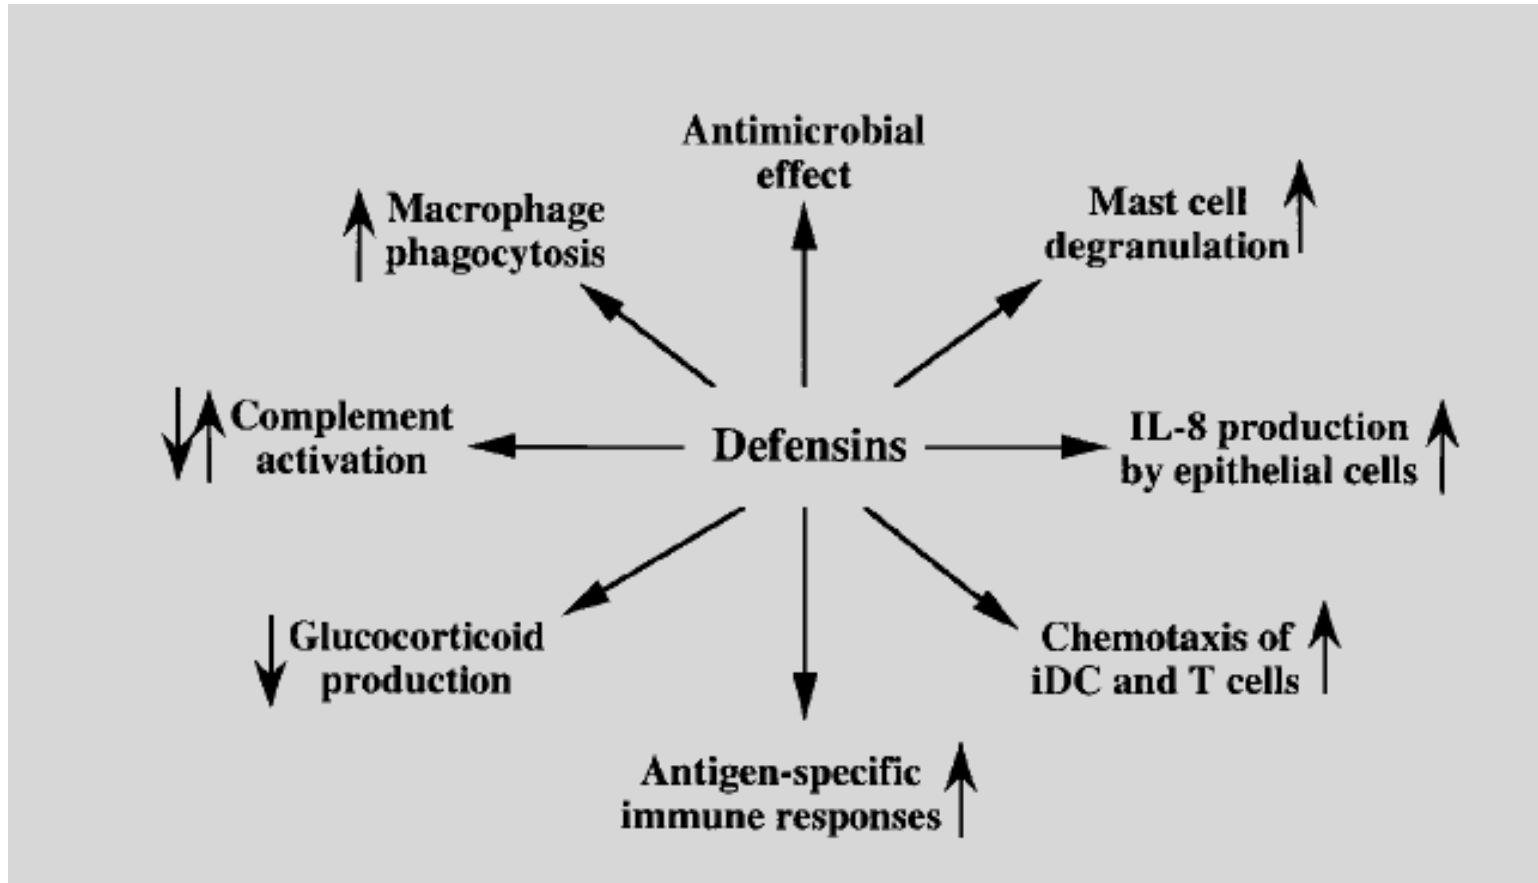 Antimicrobial
effect
Macrophage
phagocytosis
Mast cell
degranulation
Complement
activation
Defensins
IL-8 production
by epithelial cells
Glucocorticoid
production
Chemotaxis of
iDC and T cells
Antigen-specific
immune responses